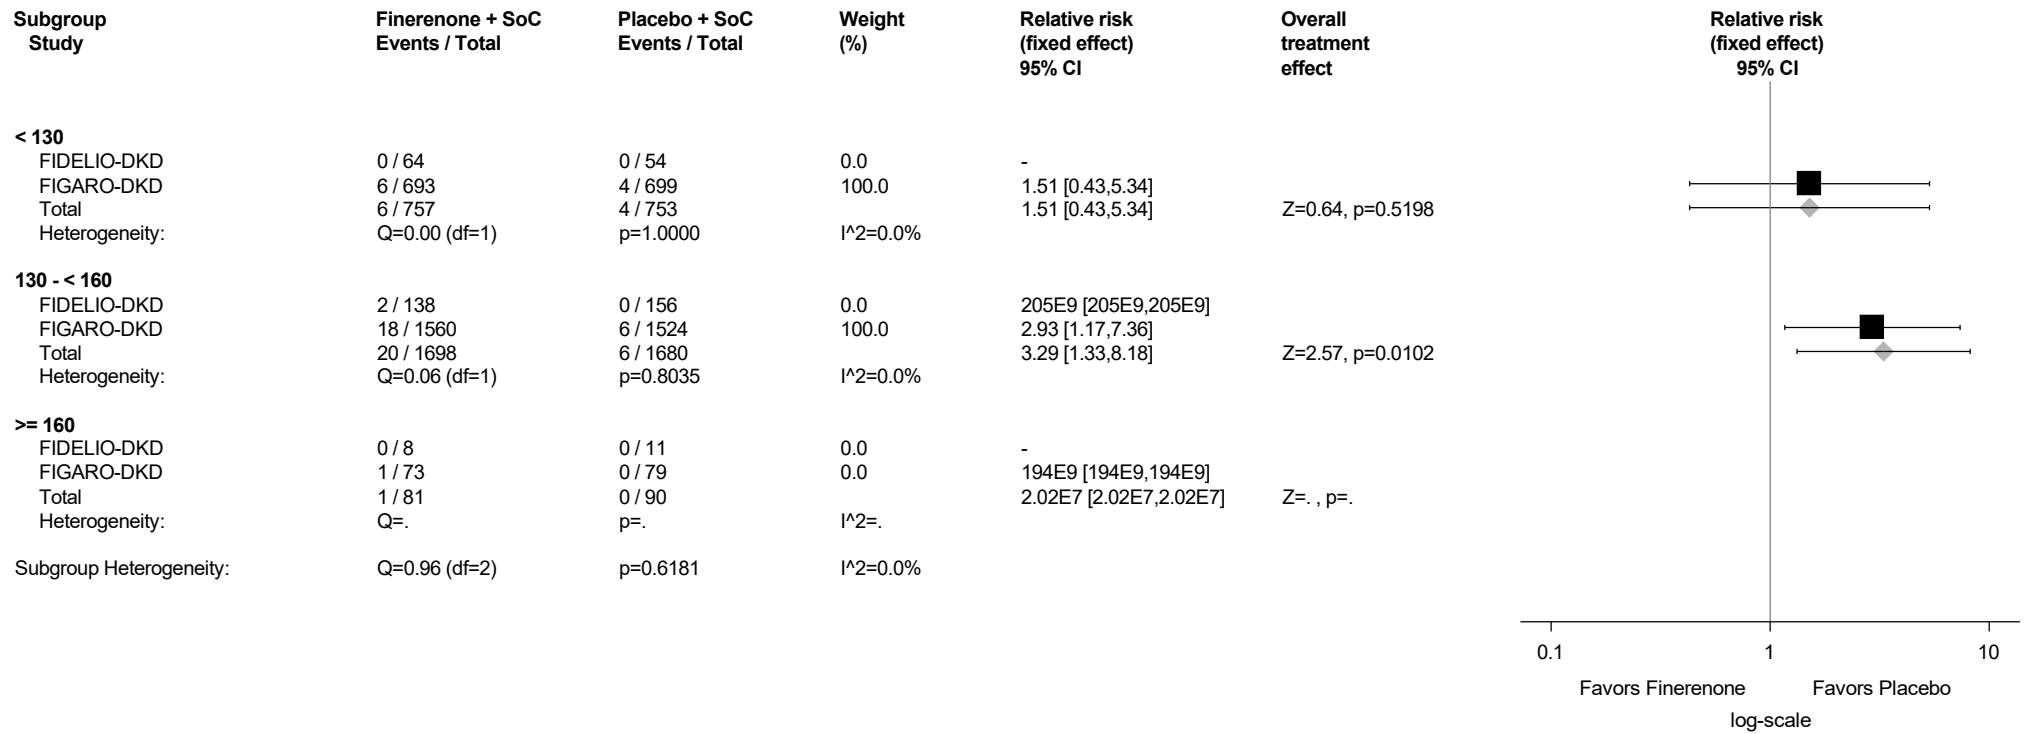 Subgroup Finerenone + SoC Placebo + SoC Weight Relative risk Overall Relative risk
Study Events / Total Events / Total (%) (fixed effect) treatment (fixed effect)
95% CI effect 95% CI
< 130
FIDELIO-DKD 0 / 64 0 / 54 0.0 -
FIGARO-DKD 6 / 693 4 / 699 100.0 1.51 [0.43,5.34]
Total 6 / 757 4 / 753 1.51 [0.43,5.34] Z=0.64, p=0.5198
Heterogeneity: Q=0.00 (df=1) p=1.0000 I^2=0.0%
130 - < 160
FIDELIO-DKD 2 / 138 0 / 156 0.0 205E9 [205E9,205E9]
FIGARO-DKD 18 / 1560 6 / 1524 100.0 2.93 [1.17,7.36]
Total 20 / 1698 6 / 1680 3.29 [1.33,8.18] Z=2.57, p=0.0102
Heterogeneity: Q=0.06 (df=1) p=0.8035 I^2=0.0%
>= 160
FIDELIO-DKD 0 / 8 0 / 11 0.0 -
FIGARO-DKD 1 / 73 0 / 79 0.0 194E9 [194E9,194E9]
Total 1 / 81 0 / 90 2.02E7 [2.02E7,2.02E7] Z=. , p=.
Heterogeneity: Q=. p=. I^2=.
Subgroup Heterogeneity: Q=0.96 (df=2) p=0.6181 I^2=0.0%
0.1 1 10
Favors Finerenone Favors Placebo
log-scale